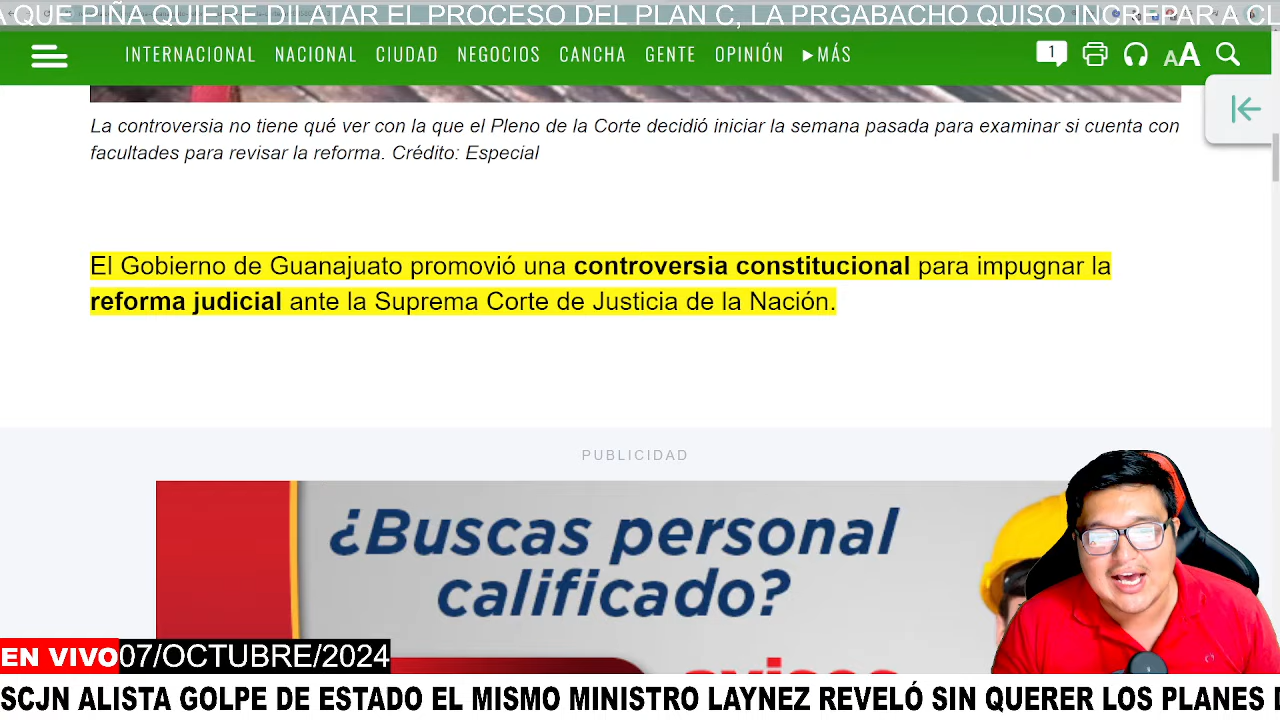 QUE PIÑA QUIERE DILATAR EL PROCESO DEL PLAN C, LA PRGABACHO QUISO INCREPAR A CL
INTERNACIONAL NACIONAL CIUDAD NEGOCIOS CANCHA GENTE OPINIÓN ▶MÁS 1 AA
La controversia no tiene qué ver con la que el Pleno de la Corte decidió iniciar la semana pasada para examinar si cuenta con
facultades para revisar la reforma. Crédito: Especial
El Gobierno de Guanajuato promovió una controversia constitucional para impugnar la
reforma judicial ante la Suprema Corte de Justicia de la Nación.
PUBLICIDAD
¿Buscas personal
calificado?
EN VIVO 07/OCTUBRE/2024
SCJN ALISTA GOLPE DE ESTADO EL MISMO MINISTRO LAYNEZ REVELÓ SIN QUERER LOS PLANES